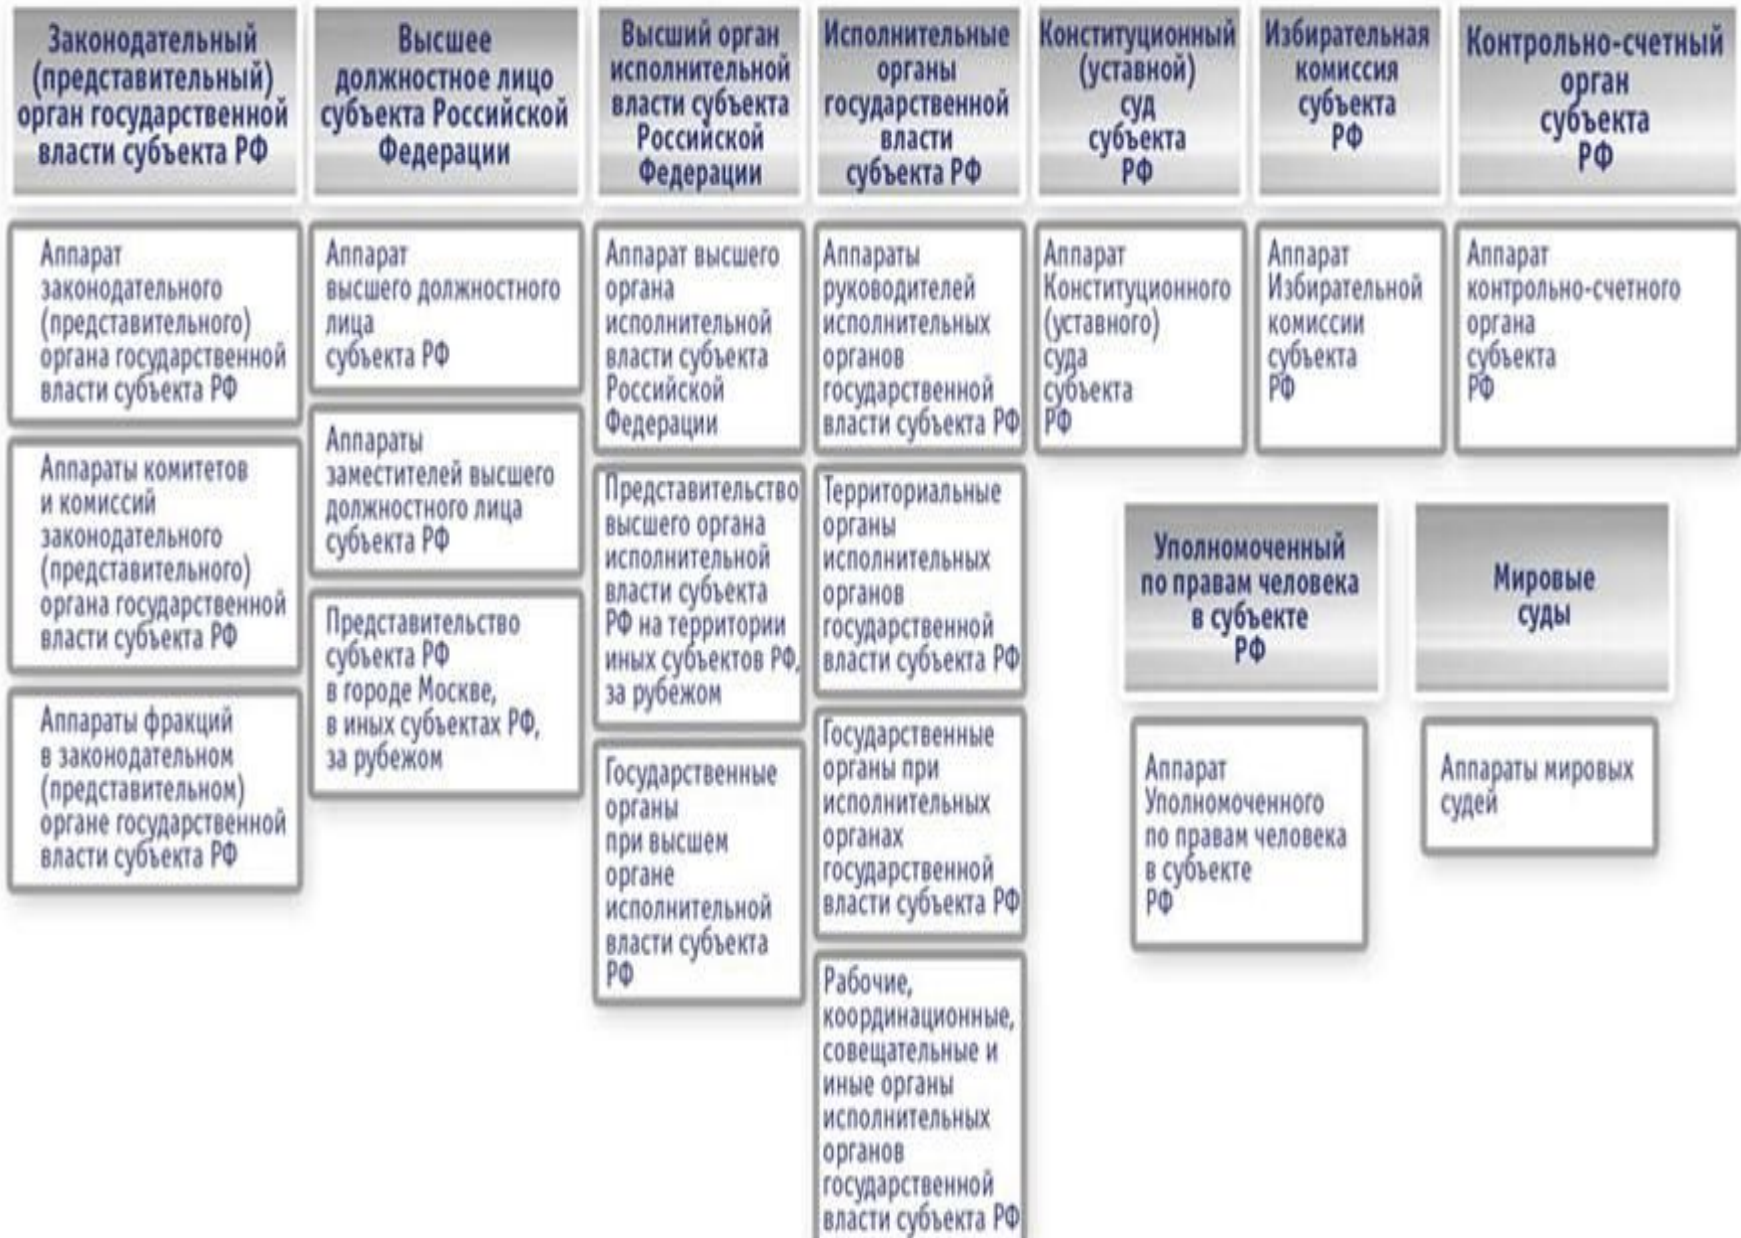 Законодательный
(представительный)
орган государственной
власти субъекта РФ
Аппарат
законодательного
(представительного)
органа государственной
власти субъекта РФ
Аппараты комитетов
и комиссий
законодательного
(представительного)
органа государственной
власти субъекта РФ
Аппараты фракций
в законодательном
(представительном)
органе государственной
власти субъекта РФ
Высшее
должностное лицо
субъекта Российской
Федерации
Аппарат
высшего должностного
лица
субъекта РФ
Аппараты
заместителей высшего
должностного лица
субъекта РФ
Представительство
субъекта РФ
в городе Москве,
в иных субъектах РФ,
за рубежом
Высший орган
исполнительной
власти субъекта
Российской
Федерации
Аппарат высшего
органа
исполнительной
власти субъекта
Российской
Федерации
Представительство
высшего органа
исполнительной
власти субъекта
РФ на территории
иных субъектов РФ,
за рубежом
Государственные
органы
при высшем
органе
исполнительной
власти субъекта
РФ
Исполнительные
органы
государственной
власти
субъекта РФ
Аппараты
руководителей
исполнительных
органов
государственной
власти субъекта РФ
Территориальные
органы
исполнительных
органов
государственной
власти субъекта РФ
Государственные
органы при
исполнительных
органах
государственной
власти субъекта РФ
Рабочие,
координационные,
совещательные и
иные органы
исполнительных
органов
государственной
власти субъекта РФ
Конституционный
(уставной)
суд
субъекта
РФ
Аппарат
Конституционного
(уставного)
суда
субъекта
РФ
Избирательная
комиссия
субъекта
РФ
Аппарат
Избирательной
комиссии
субъекта
РФ
Контрольно-счетный
орган
субъекта
РФ
Аппарат
контрольно-счетного
органа
субъекта
РФ
Уполномоченный
по правам человека
в субъекте
РФ
Аппарат
Уполномоченного
по правам человека
в субъекте
РФ
Мировые
суды
Аппараты мировых
судей